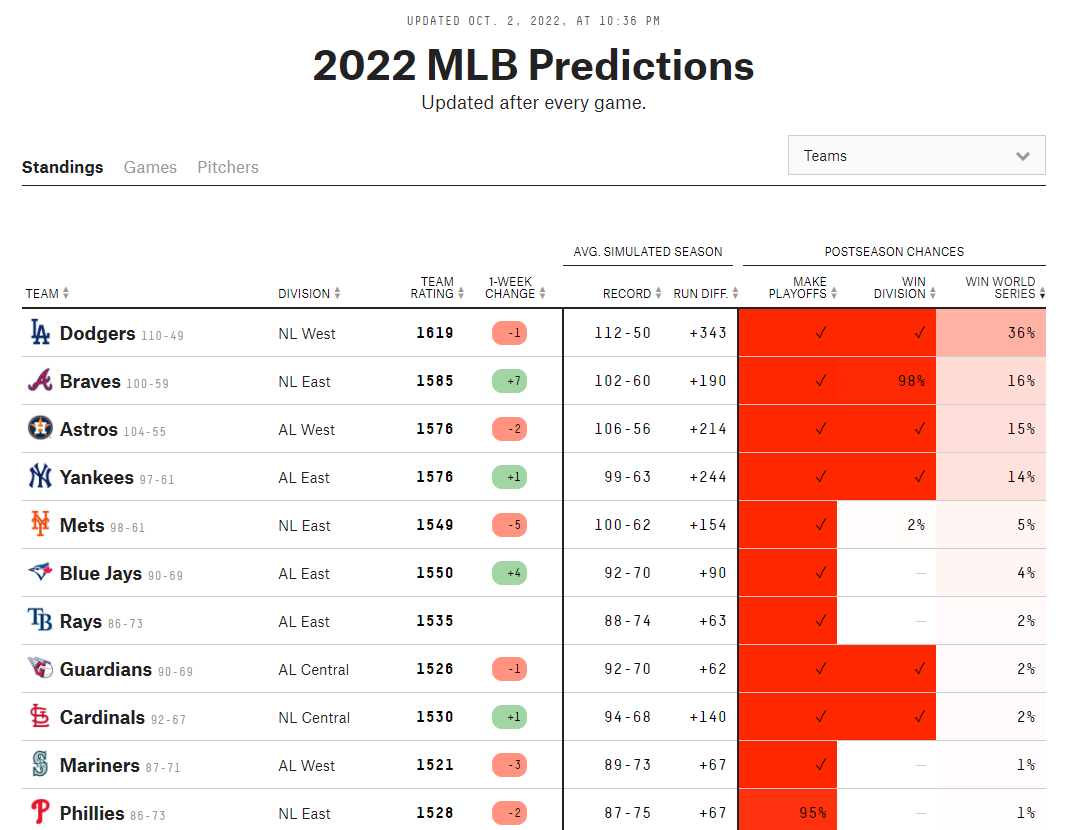 UPDATED OCT. 2, 2022, AT 10:36 PM
2022 MLB Predictions
Updated after every game.
Standings Games Pitchers Teams
AVG. SIMULATED SEASON POSTSEASON CHANCES
TEAM DIVISION TEAM RATING 1-WEEK CHANGE RECORD RUN DIFF. MAKE PLAYOFFS WIN DIVISION WIN WORLD SERIES
LA Dodgers 110-49 NL West 1619 -1 112-50 +343 ✓ ✓ 36%
A Braves 100-59 NL East 1585 +7 102-60 +190 ✓ 98% 16%
Astros 104-55 AL West 1576 -2 106-56 +214 ✓ ✓ 15%
NY Yankees 97-61 AL East 1576 +1 99-63 +244 ✓ ✓ 14%
NY Mets 98-61 NL East 1549 -5 100-62 +154 ✓ 2% 5%
Blue Jays 90-69 AL East 1550 +4 92-70 +90 ✓ — 4%
TB Rays 86-73 AL East 1535 88-74 +63 ✓ — 2%
Guardians 90-69 AL Central 1526 -1 92-70 +62 ✓ ✓ 2%
Cardinals 92-67 NL Central 1530 +1 94-68 +140 ✓ ✓ 2%
S Mariners 87-71 AL West 1521 -3 89-73 +67 ✓ — 1%
P Phillies 86-73 NL East 1528 -2 87-75 +67 95% — 1%